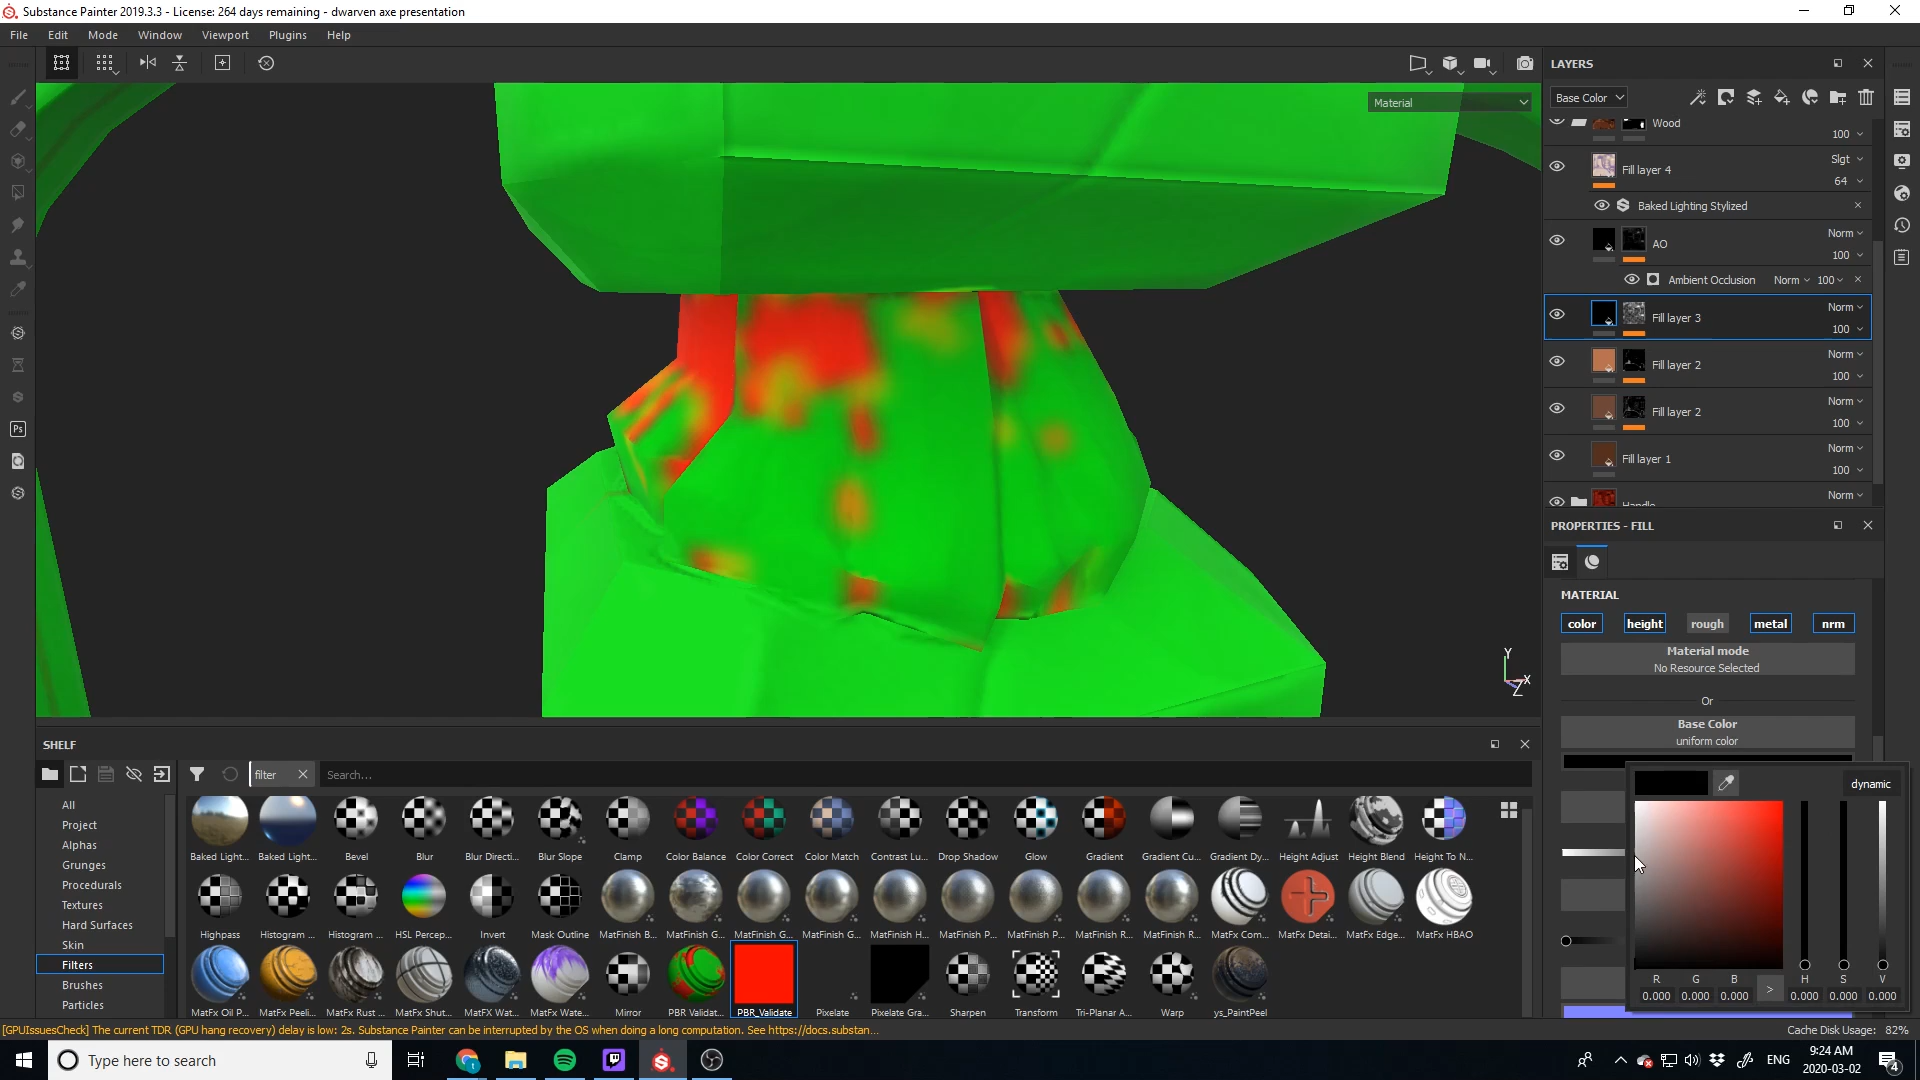 Substance Painter 2019.3.3 - License: 264 days remaining - dwarven axe presentation
File Edit Mode Window Viewport Plugins Help
Material
LAYERS
Base Color
Wood
100
Fill layer 4
Slgt
64
Baked Lighting Stylized
AO
Norm
100
Ambient Occlusion Norm 100
Fill layer 3
Norm
100
Fill layer 2
Norm
100
Fill layer 2
Norm
100
Fill layer 1
Norm
100
Handle
Norm
PROPERTIES - FILL
MATERIAL
color height rough metal nrm
Material mode
No Resource Selected
Or
Base Color
uniform color
dynamic
R G B H S V
0.000 0.000 0.000 > 0.000 0.000 0.000
Y
X
Z
SHELF
filter
Search...
All
Project
Alphas
Grunges
Procedurals
Textures
Hard Surfaces
Skin
Filters
Brushes
Particles
Baked Light... Baked Light... Bevel Blur Blur Directi... Blur Slope Clamp Color Balance Color Correct Color Match Contrast Lu... Drop Shadow Glow Gradient Gradient Cu... Gradient Dy... Height Adjust Height Blend Height To N...
Highpass Histogram ... Histogram ... HSL Percep... Invert Mask Outline MatFinish B... MatFinish G... MatFinish G... MatFinish G... MatFinish H... MatFinish P... MatFinish P... MatFinish R... MatFinish R... MatFx Com... MatFx Detai... MatFx Edge... MatFx HBAO
MatFx Oil P... MatFx Peeli... MatFx Rust ... MatFx Shut... MatFX Wat... MatFx Wate... Mirror PBR Validat... PBR_Validate Pixelate Pixelate Gra... Sharpen Transform Tri-Planar A... Warp ys_PaintPeel
[GPUIssuesCheck] The current TDR (GPU hang recovery) delay is low: 2s. Substance Painter can be interrupted by the OS when doing a long computation. See https://docs.substan...
Cache Disk Usage: 82%
Type here to search
Ps
ENG
9:24 AM
2020-03-02
4